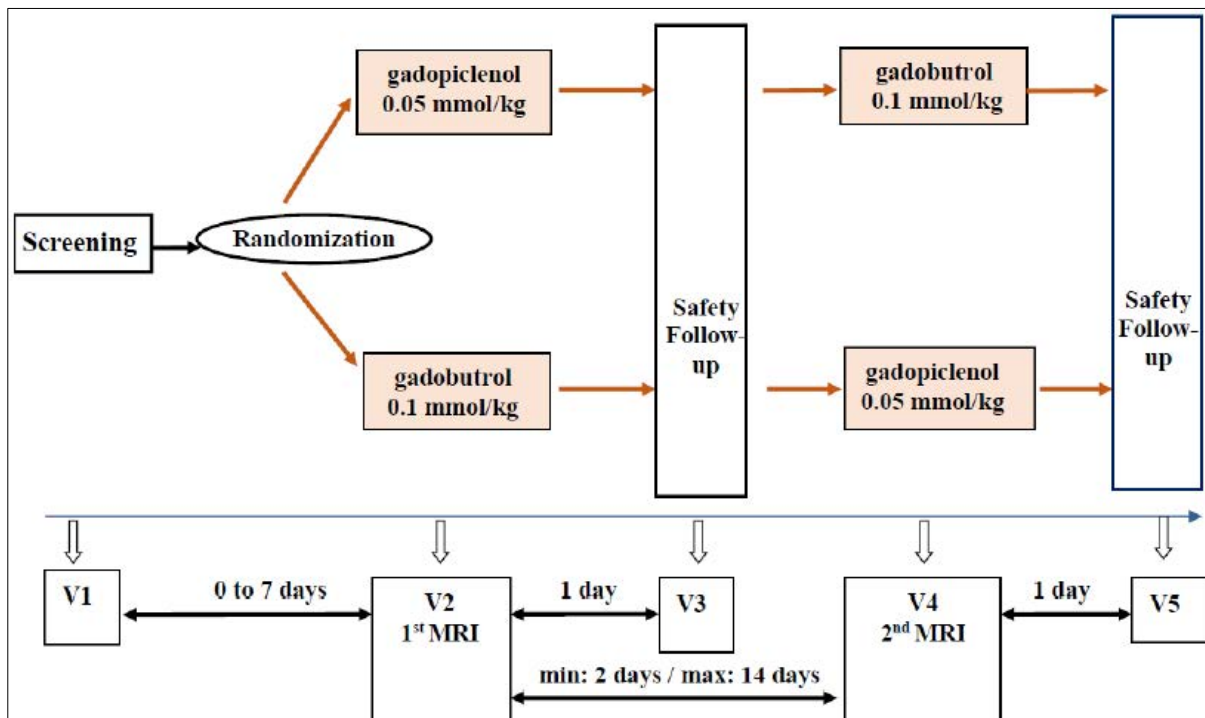 gadopiclenol
0.05 mmol/kg
gadobutrol
0.1 mmol/kg
Screening
Randomization
Safety
Follow-
up
Safety
Follow-
up
gadobutrol
0.1 mmol/kg
gadopiclenol
0.05 mmol/kg
V1
0 to 7 days
V2
1st MRI
1 day
V3
V4
2nd MRI
1 day
V5
min: 2 days / max: 14 days